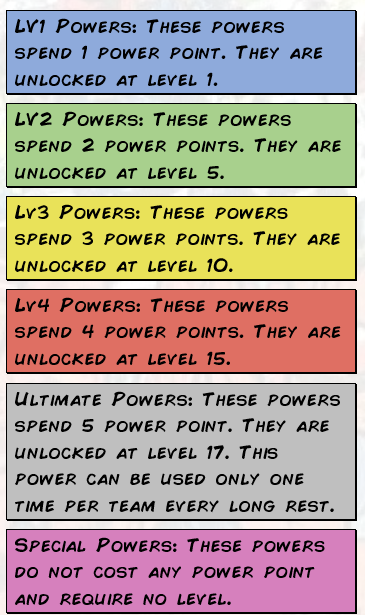 Lv1 Powers: These powers
spend 1 power point. They are
unlocked at level 1.
Lv2 Powers: These powers
spend 2 power points. They are
unlocked at level 5.
Lv3 Powers: These powers
spend 3 power points. They are
unlocked at level 10.
Lv4 Powers: These powers
spend 4 power points. They are
unlocked at level 15.
Ultimate Powers: These powers
spend 5 power point. They are
unlocked at level 17. This
power can be used only one
time per team every long rest.
Special Powers: These powers
do not cost any power point
and require no level.